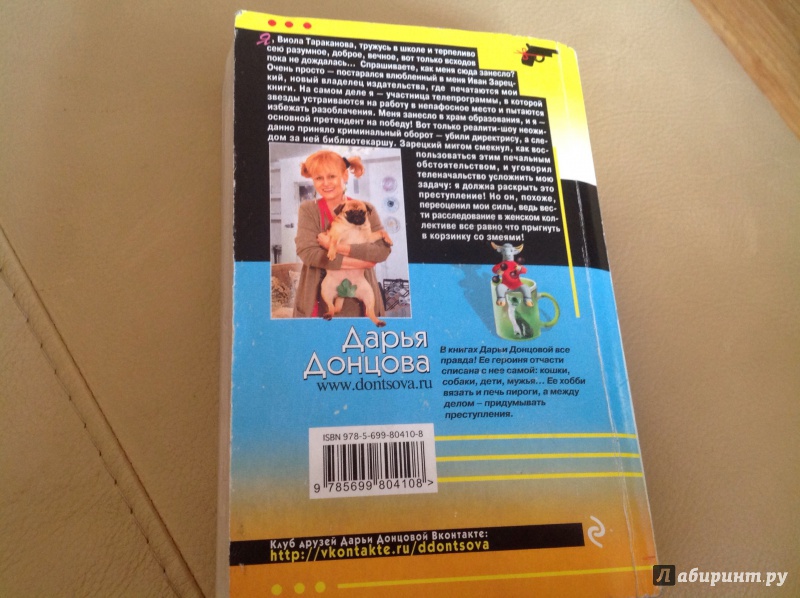 Я, Виола Тараканова, тружусь в школе и терпеливо
сею разумное, доброе, вечное, вот только всходов
пока не дождалась... Спрашиваете, как меня сюда занесло?
Очень просто – постарался влюбленный в меня Иван Зарец-
кий, новый владелец издательства, где печатаются мои
книги. На самом деле я – участница телепрограммы, в которой
звезды устраиваются на работу в непафосное место и пытаются
избежать разоблачения. Меня занесло в храм образования, и я –
основной претендент на победу! Вот только реалити-шоу неожи-
данно приняло криминальный оборот – убили директрису, а сле-
дом за ней библиотекаршу. Зарецкий мигом смекнул, как вос-
пользоваться этим печальным
обстоятельством, и уговорил
теленачальство усложнить мою
задачу: я должна раскрыть это
преступление! Но он, похоже,
переоценил мои силы, ведь вес-
ти расследование в женском кол-
лективе все равно что прыгнуть
в корзинку со змеями!
Дарья
Донцова
www.dontsova.ru
В книгах Дарьи Донцовой все
правда! Ее героиня отчасти
списана с нее самой: кошки,
собаки, дети, мужья... Ее хобби
вязать и печь пироги, а между
делом – придумывать
преступления.
ISBN 978-5-699-80410-8
9 785699 804108 >
Клуб друзей Дарьи Донцовой Вконтакте:
http://vkontakte.ru/ddontsova
Лабиринт.ру